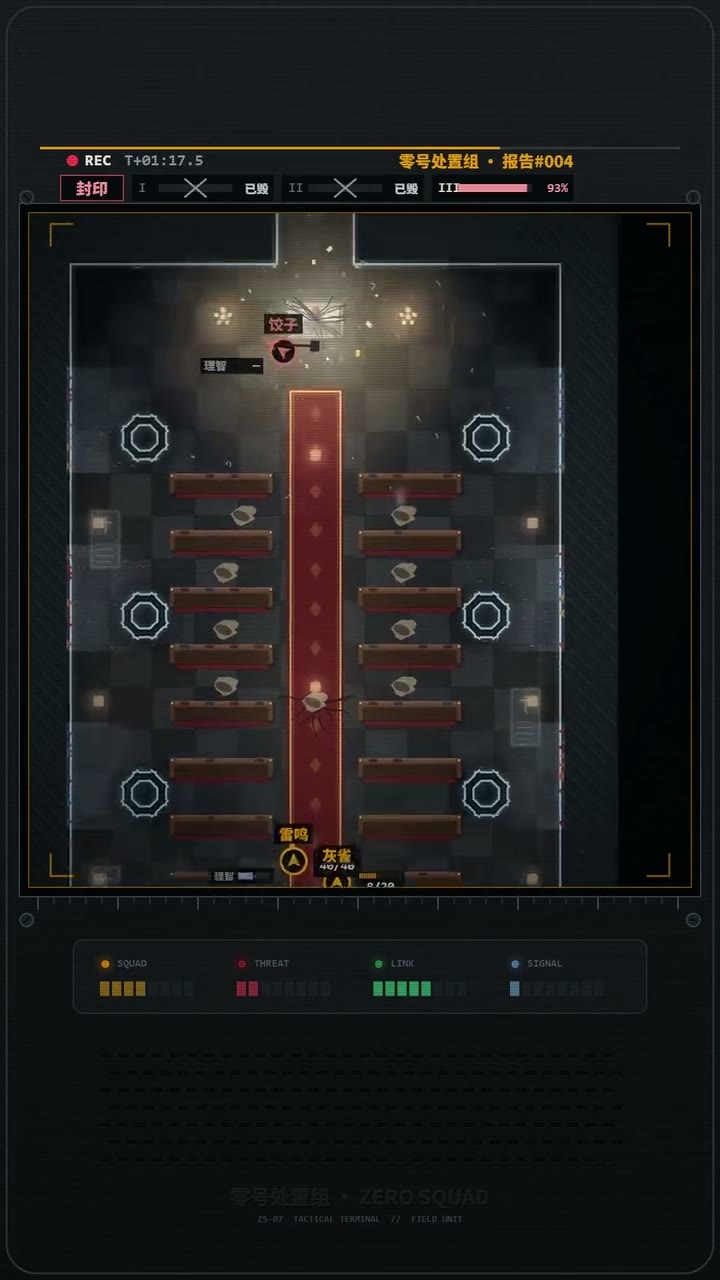 REC T+01:17.5 零号处置组 • 报告#004
封印 I 已毁 II 已毁 III 93%
饺子
理智 —
雷鸣
灰雀
40/40
理智
8/20
SQUAD THREAT LINK SIGNAL
零号处置组 • ZERO SQUAD
ZS-07 TACTICAL TERMINAL // FIELD UNIT